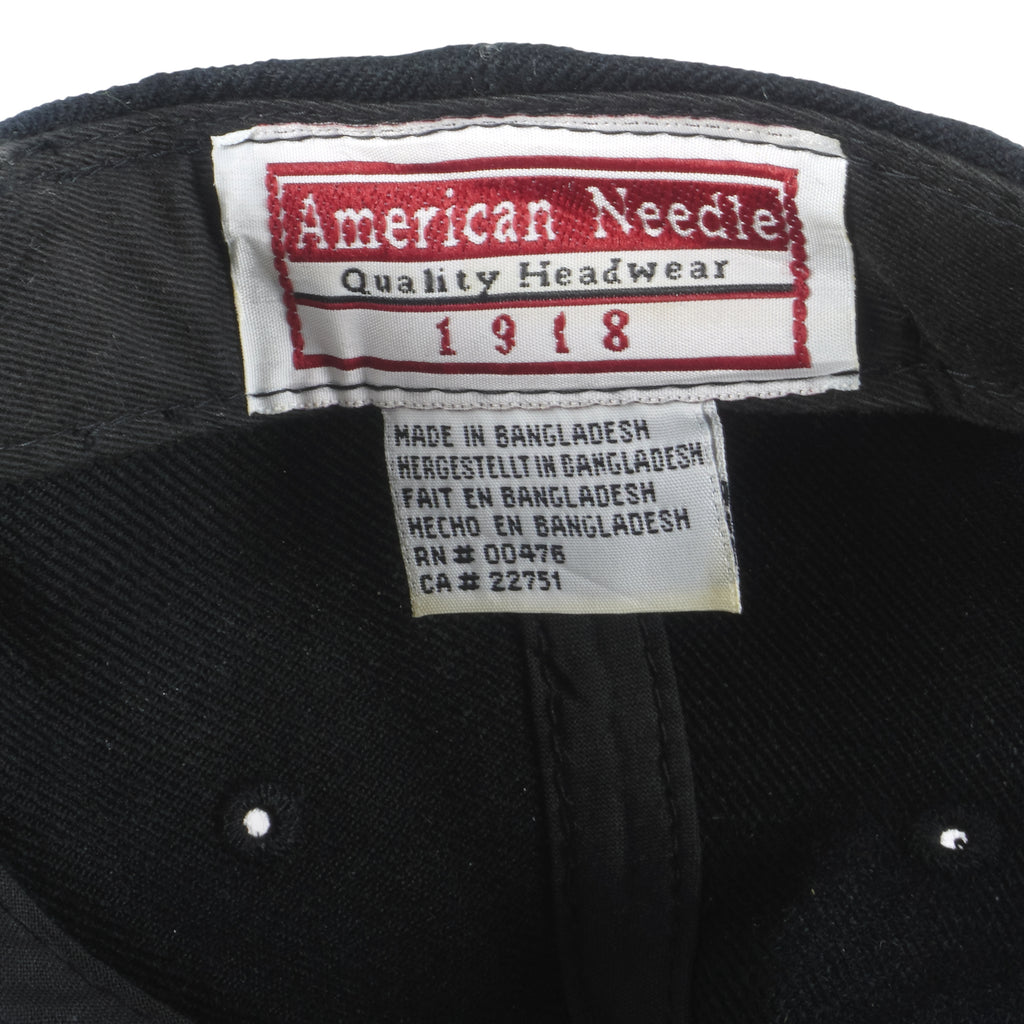 American Needle
Quality Headwear
1918
MADE IN BANGLADESH
HERGESTELLT IN BANGLADESH
FAIT EN BANGLADESH
HECHO EN BANGLADESH
RN # 00476
CA # 22751